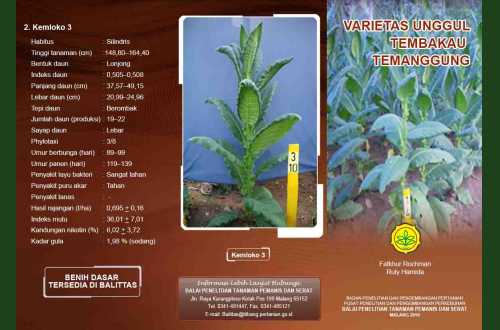 2. Kemloko 3
Habitus : Silindris
Tinggi tanaman (cm) :148,80–164,40
Bentuk daun : Lonjong
Indeks daun : 0,505–0,508
Panjang daun (cm) : 37,57–49,15
Lebar daun (cm) : 20,99–24,96
Tepi daun : Berombak
Jumlah daun (produksi) : 19–22
Sayap daun : Lebar
Phylotaxi : 3/8
Umur berbunga (hari) : 89–99
Umur panen (hari) : 119–139
Penyakit layu bakteri : Sangat tahan
Penyakit puru akar : Tahan
Penyakit lanas : -
Hasil rajangan (t/ha) : 0,695 ± 0,16
Indeks mutu : 36,01 ± 7,01
Kandungan nikotin (%) : 6,02 ± 3,72
Kadar gula : 1,98 % (sedang)
BENIH DASAR
TERSEDIA DI BALITTAS
3
10
Kemloko 3
Informasi Lebih Lanjut Hubungi:
BALAI PENELITIAN TANAMAN PEMANIS DAN SERAT
Jln. Raya Karangploso Kotak Pos 199 Malang 65152
Tel. 0341-491447, Fax. 0341-485121
E-mail: Balittas@litbang.pertanian.go.id
VARIETAS UNGGUL
TEMBAKAU
TEMANGGUNG
Fatkhur Rochman
Ruly Hamida
BADAN PENELITIAN DAN PENGEMBANGAN PERTANIAN
PUSAT PENELITIAN DAN PENGEMBANGAN PERKEBUNAN
BALAI PENELITIAN TANAMAN PEMANIS DAN SERAT
MALANG 2016